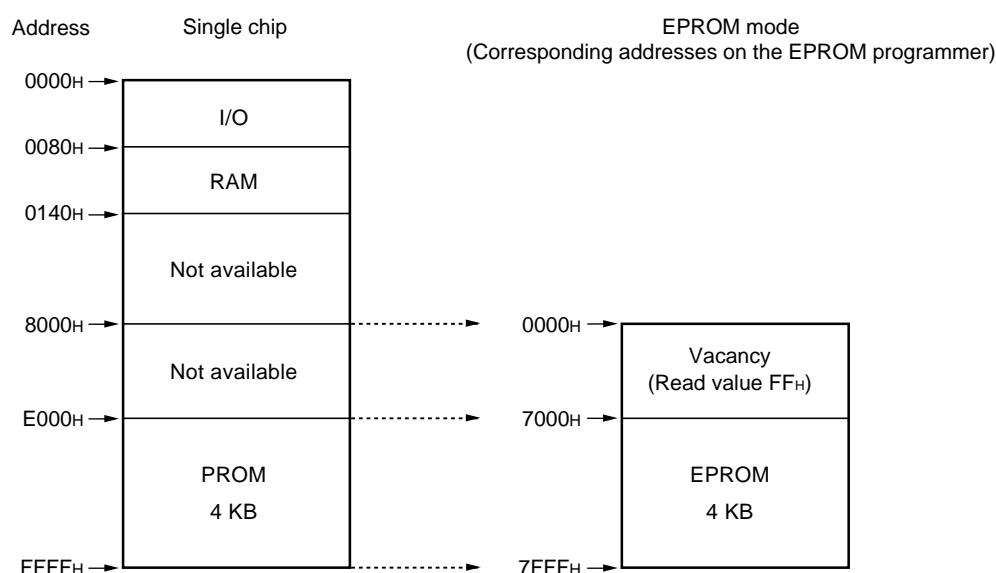 Address Single chip EPROM mode
(Corresponding addresses on the EPROM programmer)
0000H
I/O
0080H
RAM
0140H
Not available
8000H 0000H
Not available Vacancy
(Read value FFH)
E000H 7000H
PROM EPROM
4 KB 4 KB
FFFFH 7FFFH